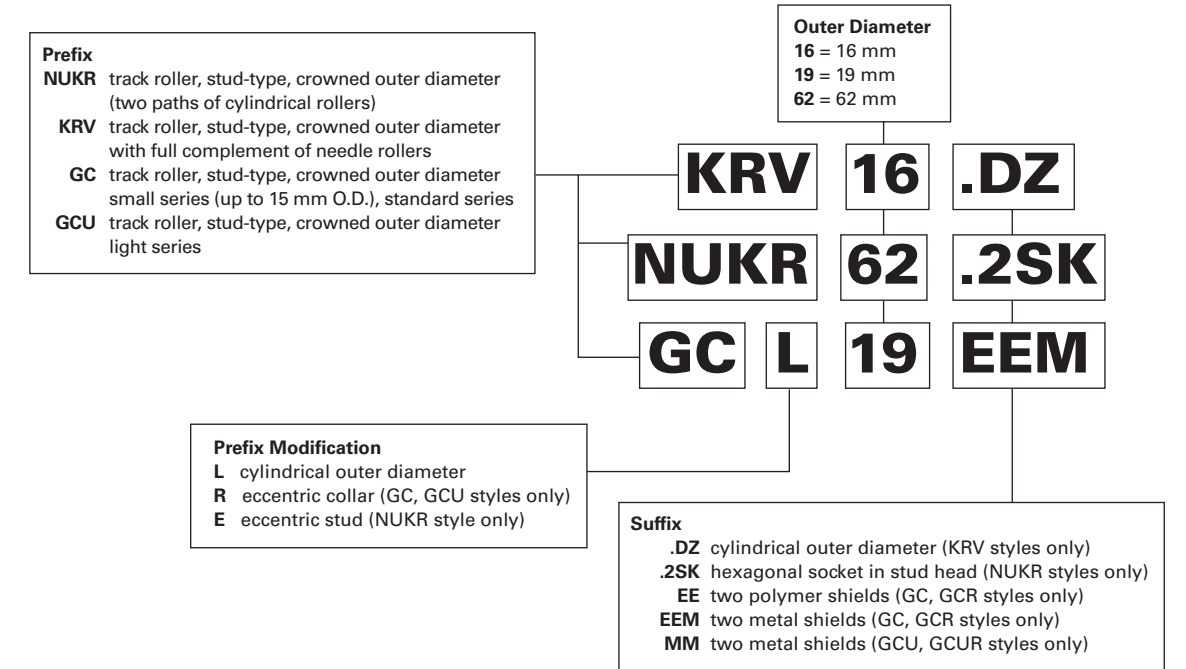 Outer Diameter
16 = 16 mm
19 = 19 mm
62 = 62 mm
Prefix
NUKR track roller, stud-type, crowned outer diameter
(two paths of cylindrical rollers)
KRV track roller, stud-type, crowned outer diameter
with full complement of needle rollers
GC track roller, stud-type, crowned outer diameter
small series (up to 15 mm O.D.), standard series
GCU track roller, stud-type, crowned outer diameter
light series
KRV 16 .DZ
NUKR 62 .2SK
GC L 19 EEM
Prefix Modification
L cylindrical outer diameter
R eccentric collar (GC, GCU styles only)
E eccentric stud (NUKR style only)
Suffix
.DZ cylindrical outer diameter (KRV styles only)
.2SK hexagonal socket in stud head (NUKR styles only)
EE two polymer shields (GC, GCR styles only)
EEM two metal shields (GC, GCR styles only)
MM two metal shields (GCU, GCUR styles only)